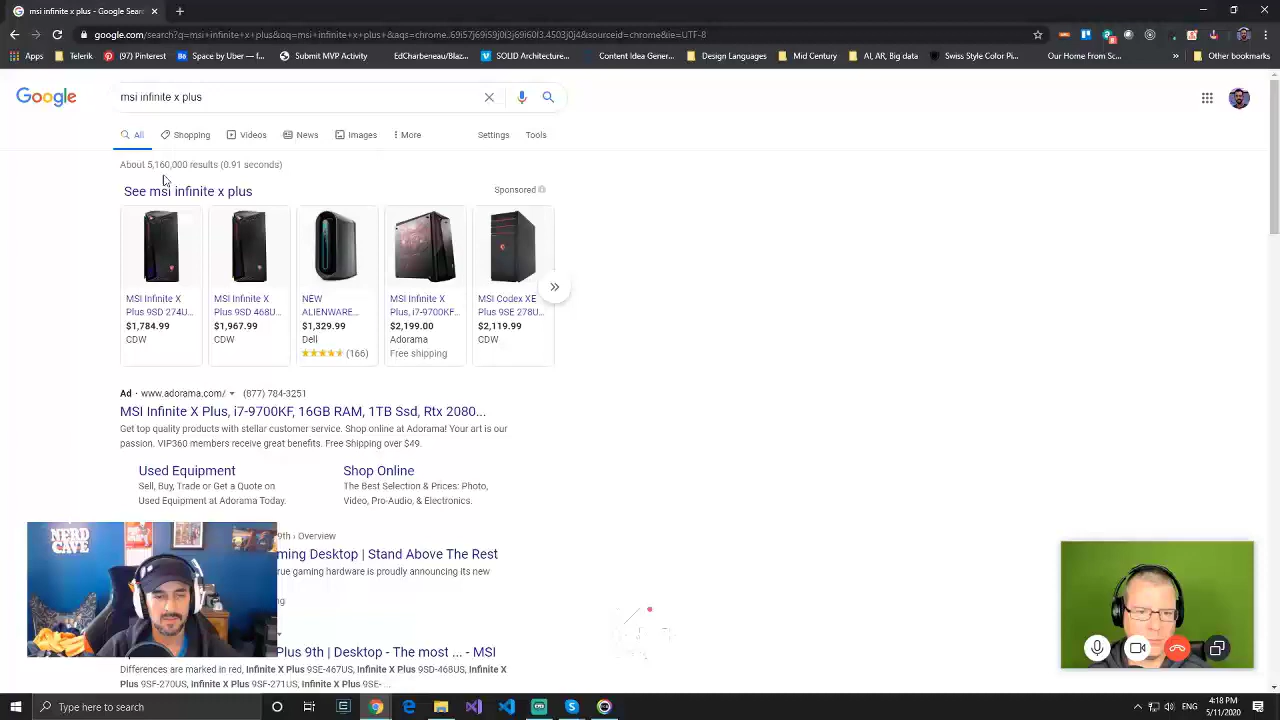 msi infinite x plus - Google Sear
google.com/search?q=msi+infinite+x+plus&oq=msi+infinite+x+plus+&aqs=chrome..69i57j69i60j0j69i60l3.4503j0j4&sourceid=chrome&ie=UTF-8
Apps Telerik (97) Pinterest Space by Uber — f... Submit MVP Activity EdCharbeneau/Blast... SOLID Architecture... Content Idea Gener... Design Languages Mid Century AI, AR, Big data Swiss Style Color Pi... Our Home From Sc... » Other bookmarks
Google
msi infinite x plus
All Shopping Videos News Images More Settings Tools
About 5,160,000 results (0.91 seconds)
See msi infinite x plus
Sponsored
MSI Infinite X Plus 9SD 274U...
$1,784.99
CDW
MSI Infinite X Plus 9SD 468U...
$1,967.99
CDW
NEW ALIENWARE...
$1,329.99
Dell
(166)
MSI Infinite X Plus, i7-9700KF...
$2,199.00
Adorama
Free shipping
MSI Codex XE Plus 9SE 278U...
$2,119.99
CDW
Ad · www.adorama.com/ (877) 784-3251
MSI Infinite X Plus, i7-9700KF, 16GB RAM, 1TB Ssd, Rtx 2080...
Get top quality products with stellar customer service. Shop online at Adorama! Your art is our
passion. VIP360 members receive great benefits. Free Shipping over $49.
Used Equipment
Sell, Buy, Trade or Get a Quote on
Used Equipment at Adorama Today.
Shop Online
The Best Selection & Prices: Photo,
Video, Pro-Audio, & Electronics.
9th › Overview
ming Desktop | Stand Above The Rest
rue gaming hardware is proudly announcing its new
ng
Plus 9th | Desktop - The most ... - MSI
Differences are marked in red, Infinite X Plus 9SE-467US, Infinite X Plus 9SD-468US, Infinite X
Plus 9SF-270US, Infinite X Plus 9SF-271US, Infinite X Plus 9SE- ...
NERD
CAVE
Type here to search
ENG
4:18 PM
5/11/2020